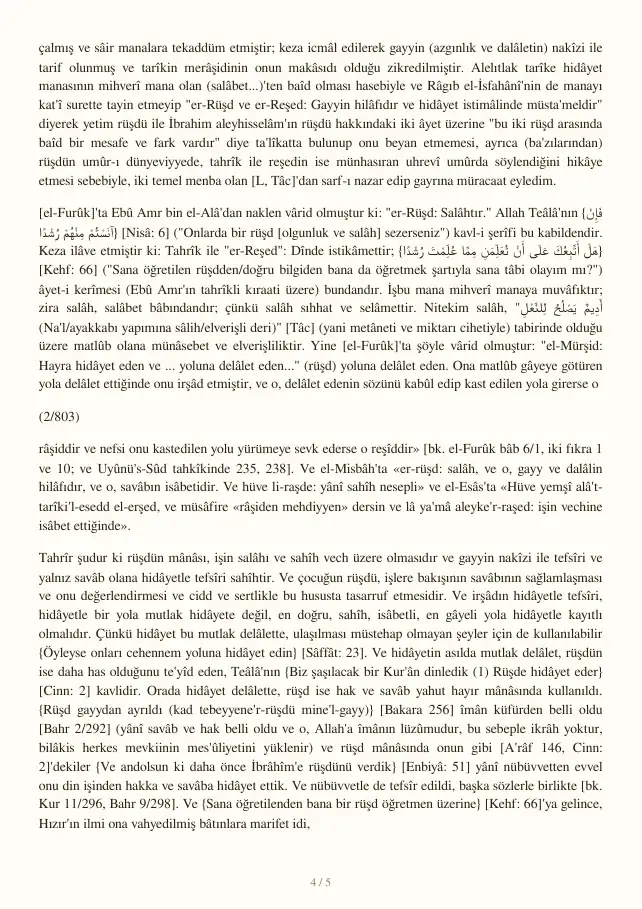 çalmış ve sâir manalara tekaddüm etmiştir; keza icmâl edilerek gayyin (azgınlık ve dalâletin) nakîzi ile
tarif olunmuş ve tarîkin merâşidinin onun makâsıdı olduğu zikredilmiştir. Alelıtlak tarîke hidâyet
manasının mihverî mana olan (salâbet...)'ten baîd olması hasebiyle ve Râgıb el-İsfahânî'nin de manayı
kat'î surette tayin etmeyip "er-Rüşd ve er-Reşed: Gayyin hilâfıdır ve hidâyet istimâlinde müsta'meldir"
diyerek yetim rüşdü ile İbrahim aleyhisselâm'ın rüşdü hakkındaki iki âyet üzerine "bu iki rüşd arasında
baîd bir mesafe ve fark vardır" diye ta'lîkatta bulunup onu beyan etmemesi, ayrıca (ba'zılarından)
rüşdün umûr-ı dünyeviyyede, tahrîk ile reşedin ise münhasıran uhrevî umûrda söylendiğini hikâye
etmesi sebebiyle, iki temel menba olan [L, Tâc]'dan sarf-ı nazar edip gayrına müracaat eyledim.
[el-Furûk]'ta Ebû Amr bin el-Alâ'dan naklen vârid olmuştur ki: "er-Rüşd: Salâhtır." Allah Teâlâ'nın {فَإِنْ
آنَسْتُمْ مِنْهُمْ رُشْدًا} [Nisâ: 6] ("Onlarda bir rüşd [olgunluk ve salâh] sezerseniz") kavl-i şerîfi bu kabildendir.
Keza ilâve etmiştir ki: Tahrîk ile "er-Reşed": Dînde istikâmettir; {هَلْ أَتَّبِعُكَ عَلَى أَنْ تُعَلِّمَنِ مِمَّا عُلِّمْتَ رُشْدًا}
[Kehf: 66] ("Sana öğretilen rüşdden/doğru bilgiden bana da öğretmek şartıyla sana tâbi olayım mı?")
âyet-i kerîmesi (Ebû Amr'ın tahrîkli kıraati üzere) bundandır. İşbu mana mihverî manaya muvâfıktır;
zira salâh, salâbet bâbındandır; çünkü salâh sıhhat ve selâmettir. Nitekim salâh, "أَدِيمٌ يَصْلُحُ لِلنَّعْلِ
(Na'l/ayakkabı yapımına sâlih/elverişli deri)" [Tâc] (yani metâneti ve miktarı cihetiyle) tabirinde olduğu
üzere matlûb olana münâsebet ve elverişliliktir. Yine [el-Furûk]'ta şöyle vârid olmuştur: "el-Mürşid:
Hayra hidâyet eden ve ... yoluna delâlet eden..." (rüşd) yoluna delâlet eden. Ona matlûb gâyeye götüren
yola delâlet ettiğinde onu irşâd etmiştir, ve o, delâlet edenin sözünü kabûl edip kast edilen yola girerse o
(2/803)
râşiddir ve nefsi onu kastedilen yolu yürümeye sevk ederse o reşîddir» [bk. el-Furûk bâb 6/1, iki fıkra 1
ve 10; ve Uyûnü's-Sûd tahkîkinde 235, 238]. Ve el-Misbâh'ta «er-rüşd: salâh, ve o, gayy ve dalâlin
hilâfıdır, ve o, savâbın isâbetidir. Ve hüve li-raşde: yânî sahîh nesepli» ve el-Esâs'ta «Hüve yemşî alâ't-
tarîki'l-esedd el-erşed, ve müsâfire «râşiden mehdiyyen» dersin ve lâ ya'mâ aleyke'r-raşed: işin vechine
isâbet ettiğinde».
Tahrîr şudur ki rüşdün mânâsı, işin salâhı ve sahîh vech üzere olmasıdır ve gayyin nakîzi ile tefsîri ve
yalnız savâb olana hidâyetle tefsîri sahîhtir. Ve çocuğun rüşdü, işlere bakışının savâbının sağlamlaşması
ve onu değerlendirmesi ve cidd ve sertlikle bu hususta tasarruf etmesidir. Ve irşâdın hidâyetle tefsîri,
hidâyetle bir yola mutlak hidâyete değil, en doğru, sahîh, isâbetli, en gâyeli yola hidâyetle kayıtlı
olmalıdır. Çünkü hidâyet bu mutlak delâlette, ulaşılması müstehap olmayan şeyler için de kullanılabilir
{Öyleyse onları cehennem yoluna hidâyet edin} [Sâffât: 23]. Ve hidâyetin asılda mutlak delâlet, rüşdün
ise daha has olduğunu te'yîd eden, Teâlâ'nın {Biz şaşılacak bir Kur'ân dinledik (1) Rüşde hidâyet eder}
[Cinn: 2] kavlidir. Orada hidâyet delâlette, rüşd ise hak ve savâb yahut hayır mânâsında kullanıldı.
{Rüşd gaydan ayrıldı (kad tebeyyene'r-rüşdü mine'l-gayy)} [Bakara 256] îmân küfürden belli oldu
[Bahr 2/292] (yânî savâb ve hak belli oldu ve o, Allah'a îmânın lüzûmudur, bu sebeple ikrâh yoktur,
bilâkis herkes mevkiinin mes'ûliyetini yüklenir) ve rüşd mânâsında onun gibi [A'râf 146, Cinn:
2]'dekiler {Ve andolsun ki daha önce İbrâhîm'e rüşdünü verdik} [Enbiyâ: 51] yânî nübüvvetten evvel
onu din işinden hakka ve savâba hidâyet ettik. Ve nübüvvetle de tefsîr edildi, başka sözlerle birlikte [bk.
Kur 11/296, Bahr 9/298]. Ve {Sana öğretilenden bana bir rüşd öğretmen üzerine} [Kehf: 66]'ya gelince,
Hızır'ın ilmi ona vahyedilmiş bâtınlara marifet idi,
4 / 5